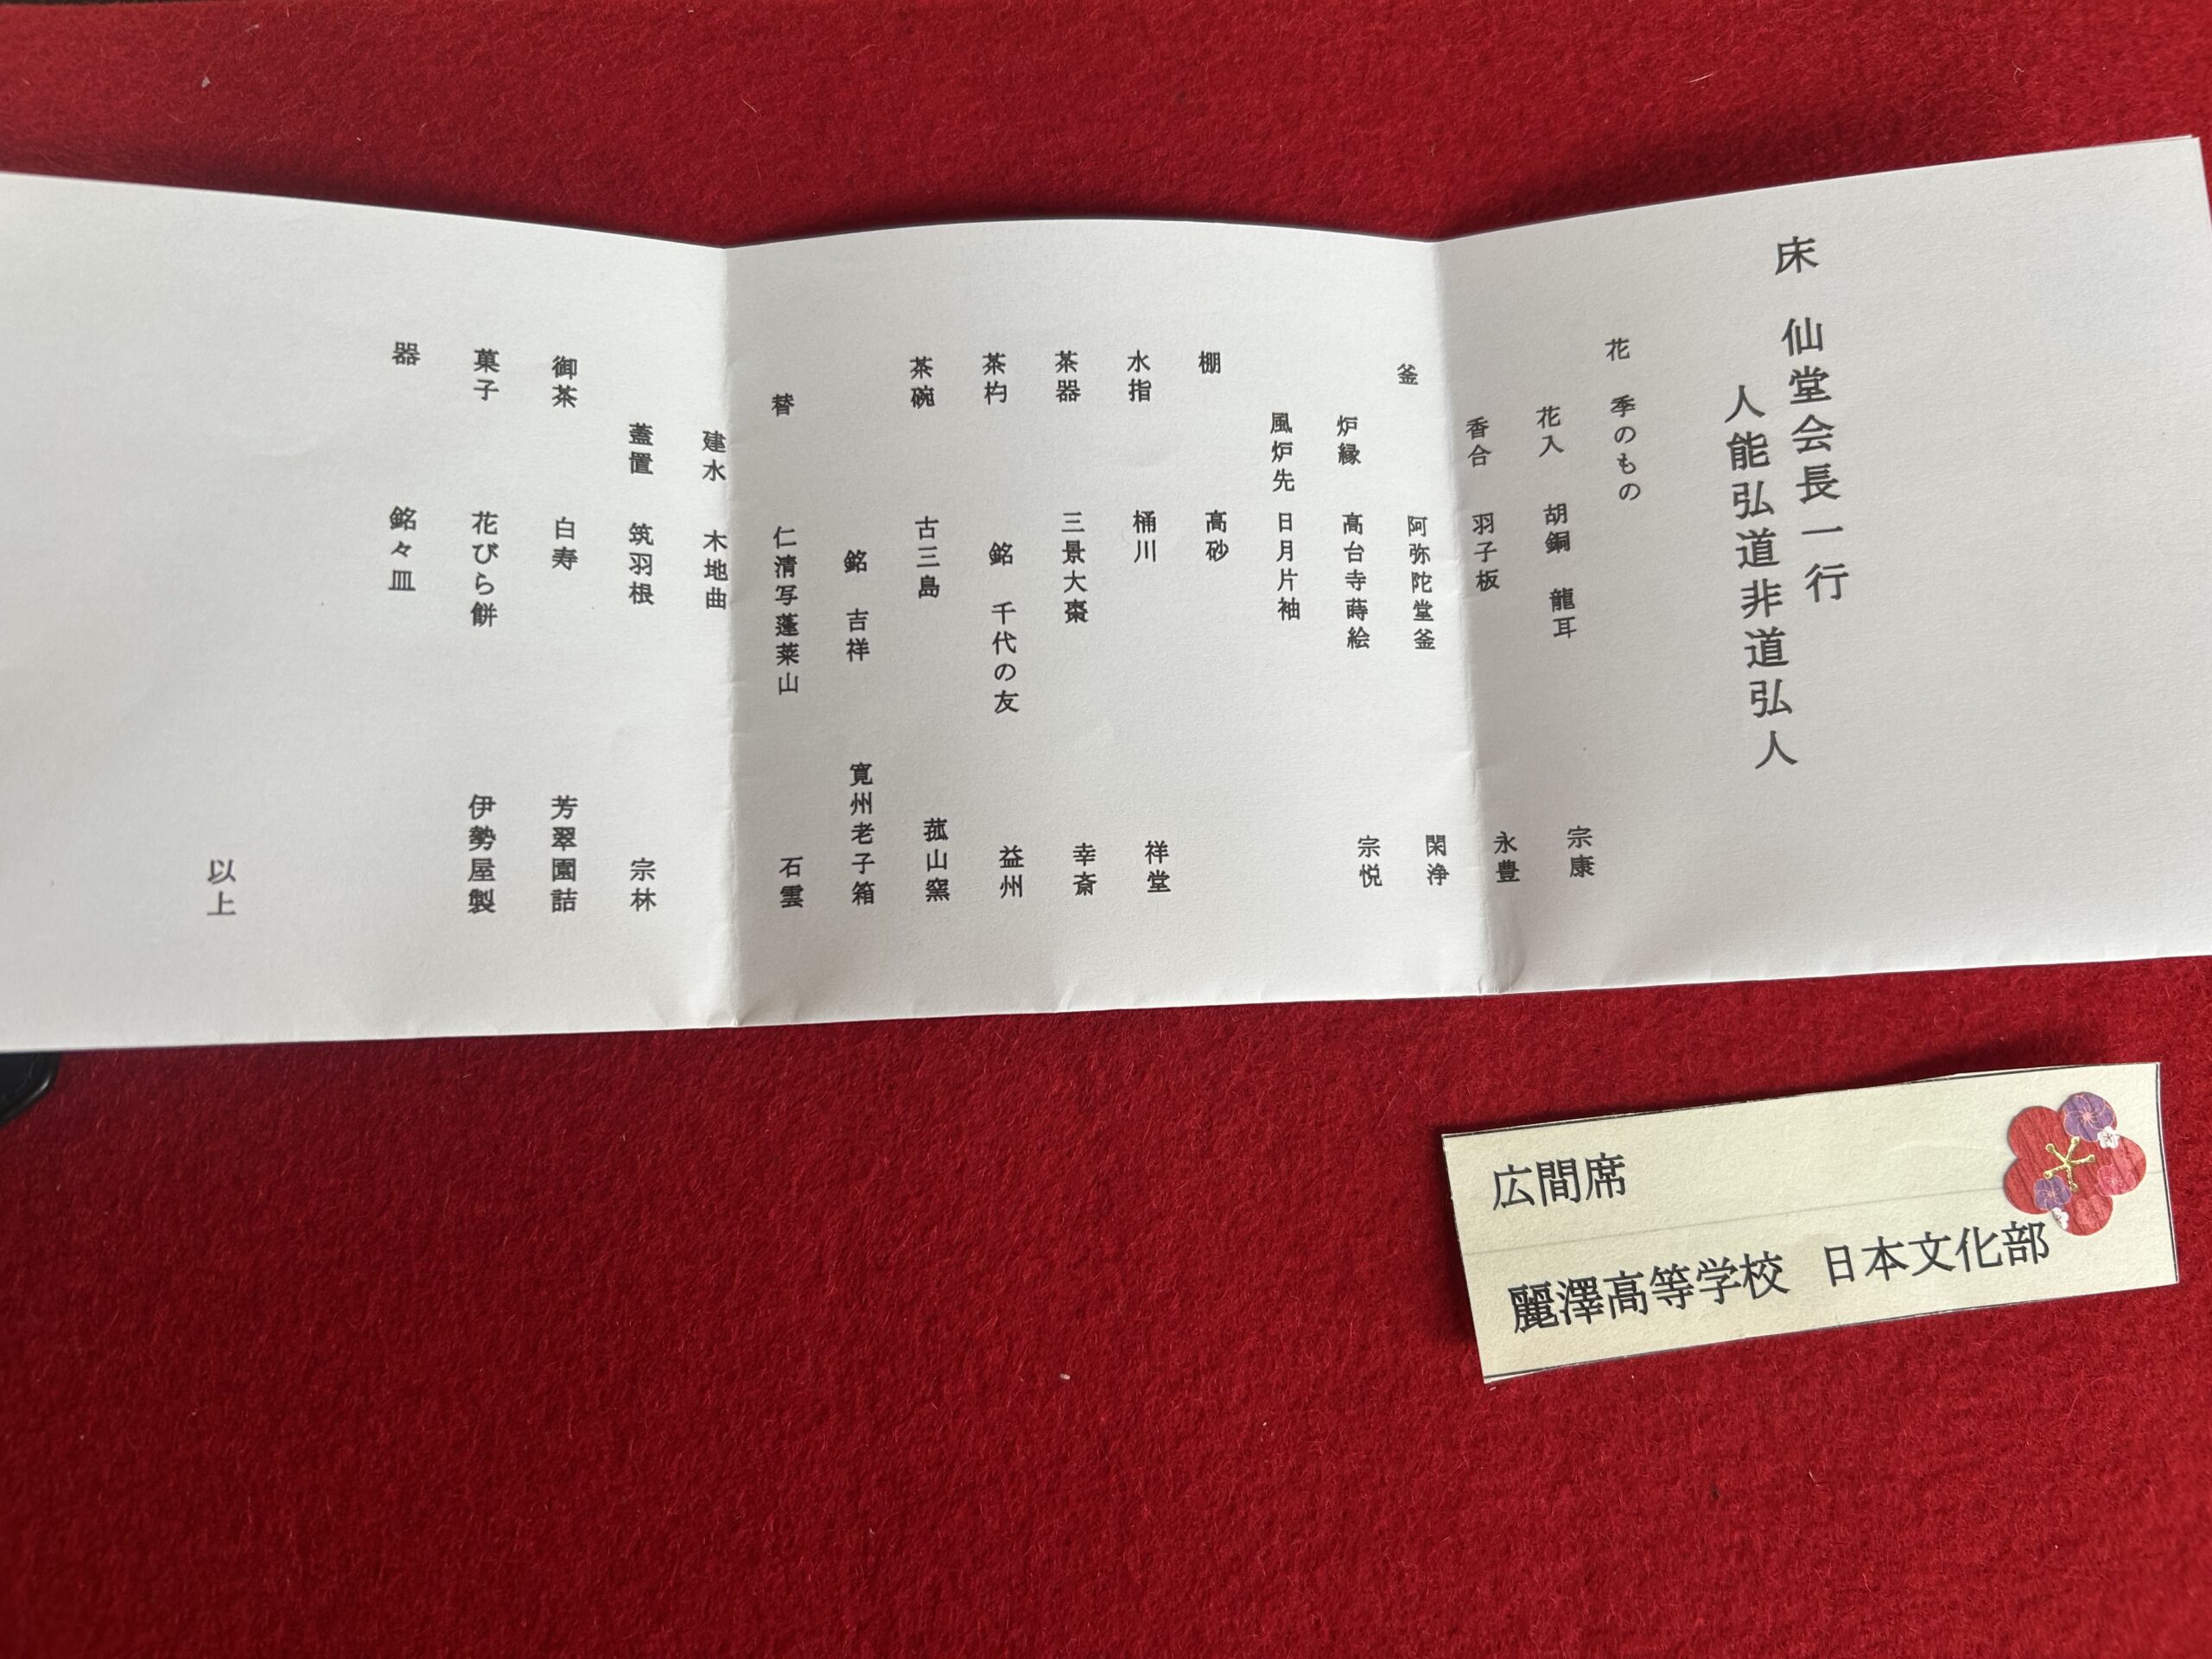 床　仙堂会長一行
人能弘道非道弘人
花　季のもの
花入　胡銅　龍耳　宗康
香合　羽子板　永豊
釜　阿弥陀堂釜　閑浄
炉縁　高台寺蒔絵　宗悦
風炉先　日月片袖
棚　高砂
水指　桶川　祥堂
茶器　三景大棗　幸斎
茶杓　銘　千代の友　益州
茶碗　古三島　菰山窯
銘　吉祥　寛州老子箱
替　仁清写蓬莱山　石雲
建水　木地曲
蓋置　筑羽根　宗林
御茶　白寿　芳翠園詰
菓子　花びら餅　伊勢屋製
器　銘々皿
以上
広間席
麗澤高等学校　日本文化部